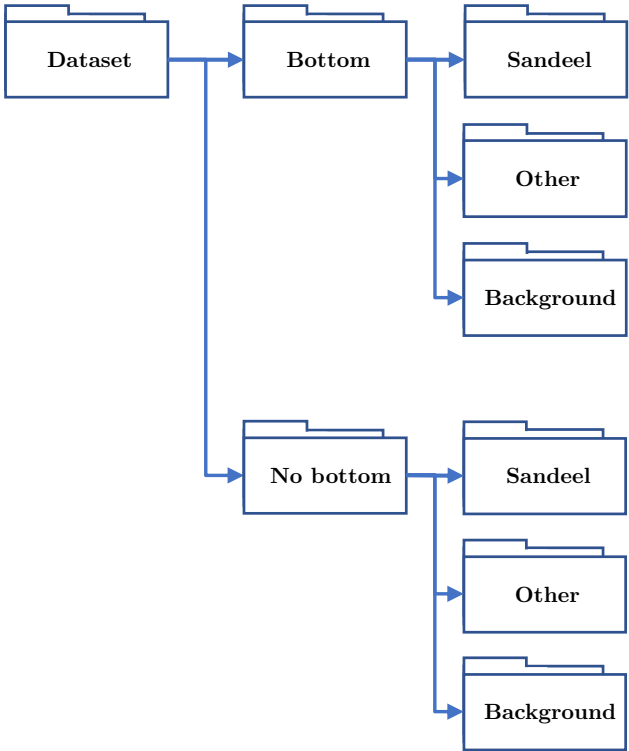 Dataset
Bottom
Sandeel
Other
Background
No bottom
Sandeel
Other
Background